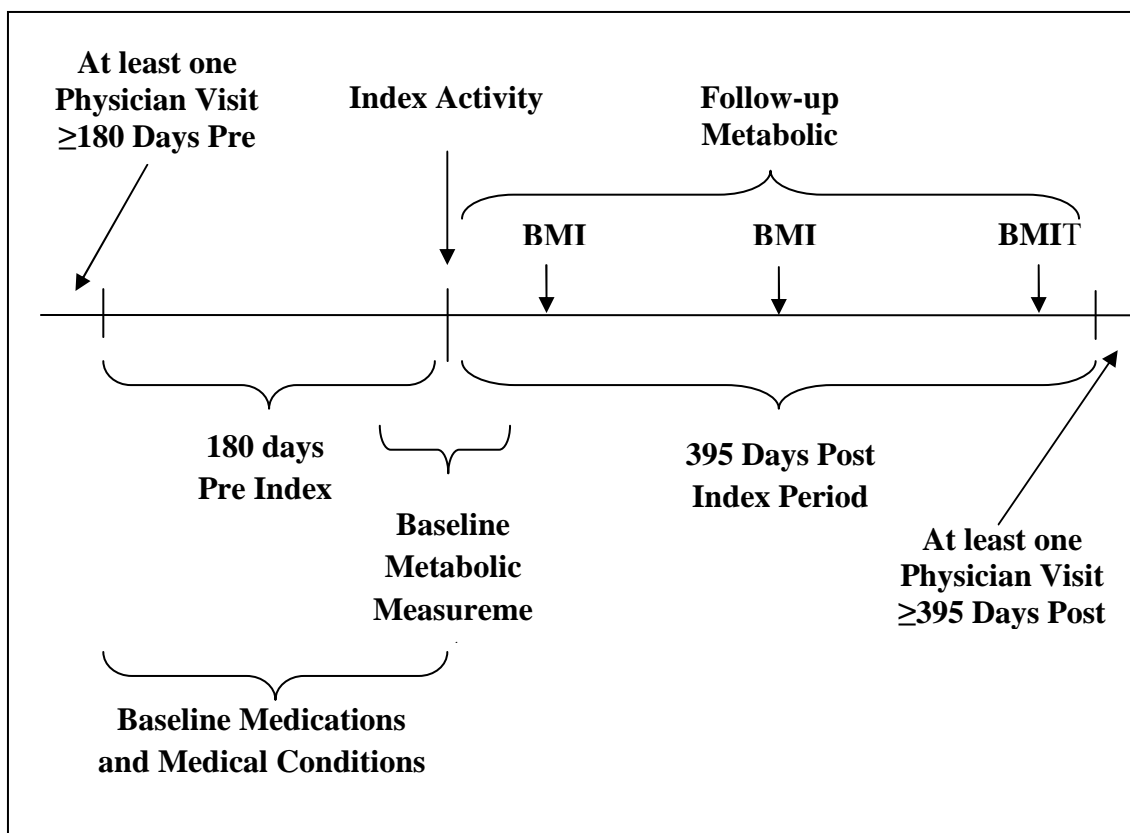 At least one
Physician Visit
≥180 Days Pre
Index Activity
Follow-up
Metabolic
BMI
BMI
BMIT
180 days
Pre Index
395 Days Post
Index Period
Baseline
Metabolic
Measureme
At least one
Physician Visit
≥395 Days Post
Baseline Medications
and Medical Conditions